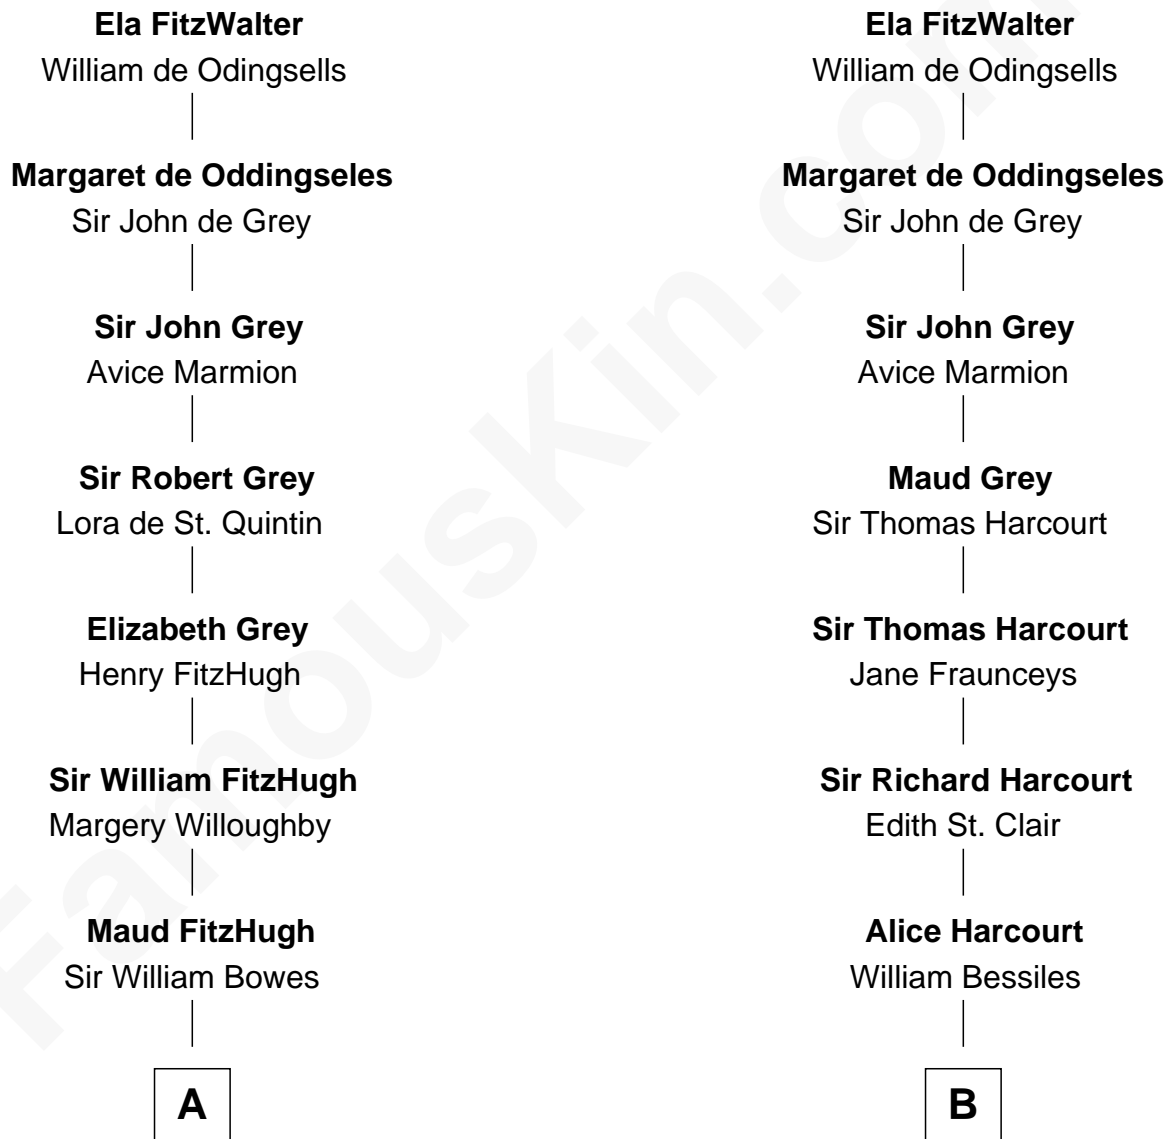 Ela FitzWalter
William de Odingsells
Margaret de Oddingseles
Sir John de Grey
Sir John Grey
Avice Marmion
Sir Robert Grey
Lora de St. Quintin
Elizabeth Grey
Henry FitzHugh
Sir William FitzHugh
Margery Willoughby
Maud FitzHugh
Sir William Bowes
A
Ela FitzWalter
William de Odingsells
Margaret de Oddingseles
Sir John de Grey
Sir John Grey
Avice Marmion
Maud Grey
Sir Thomas Harcourt
Sir Thomas Harcourt
Jane Fraunceys
Sir Richard Harcourt
Edith St. Clair
Alice Harcourt
William Bessiles
B
FamousKin.com